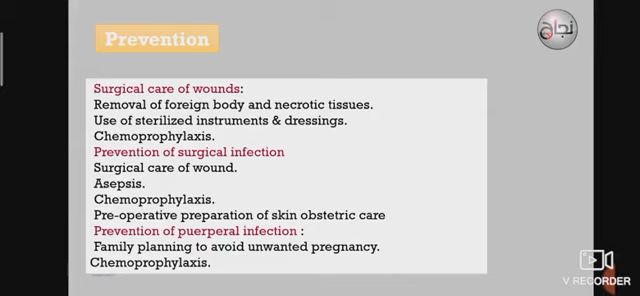 Prevention
نجاح
Surgical care of wounds:
Removal of foreign body and necrotic tissues.
Use of sterilized instruments & dressings.
Chemoprophylaxis.
Prevention of surgical infection
Surgical care of wound.
Asepsis.
Chemoprophylaxis.
Pre-operative preparation of skin obstetric care
Prevention of puerperal infection :
Family planning to avoid unwanted pregnancy.
Chemoprophylaxis.
V RECORDER